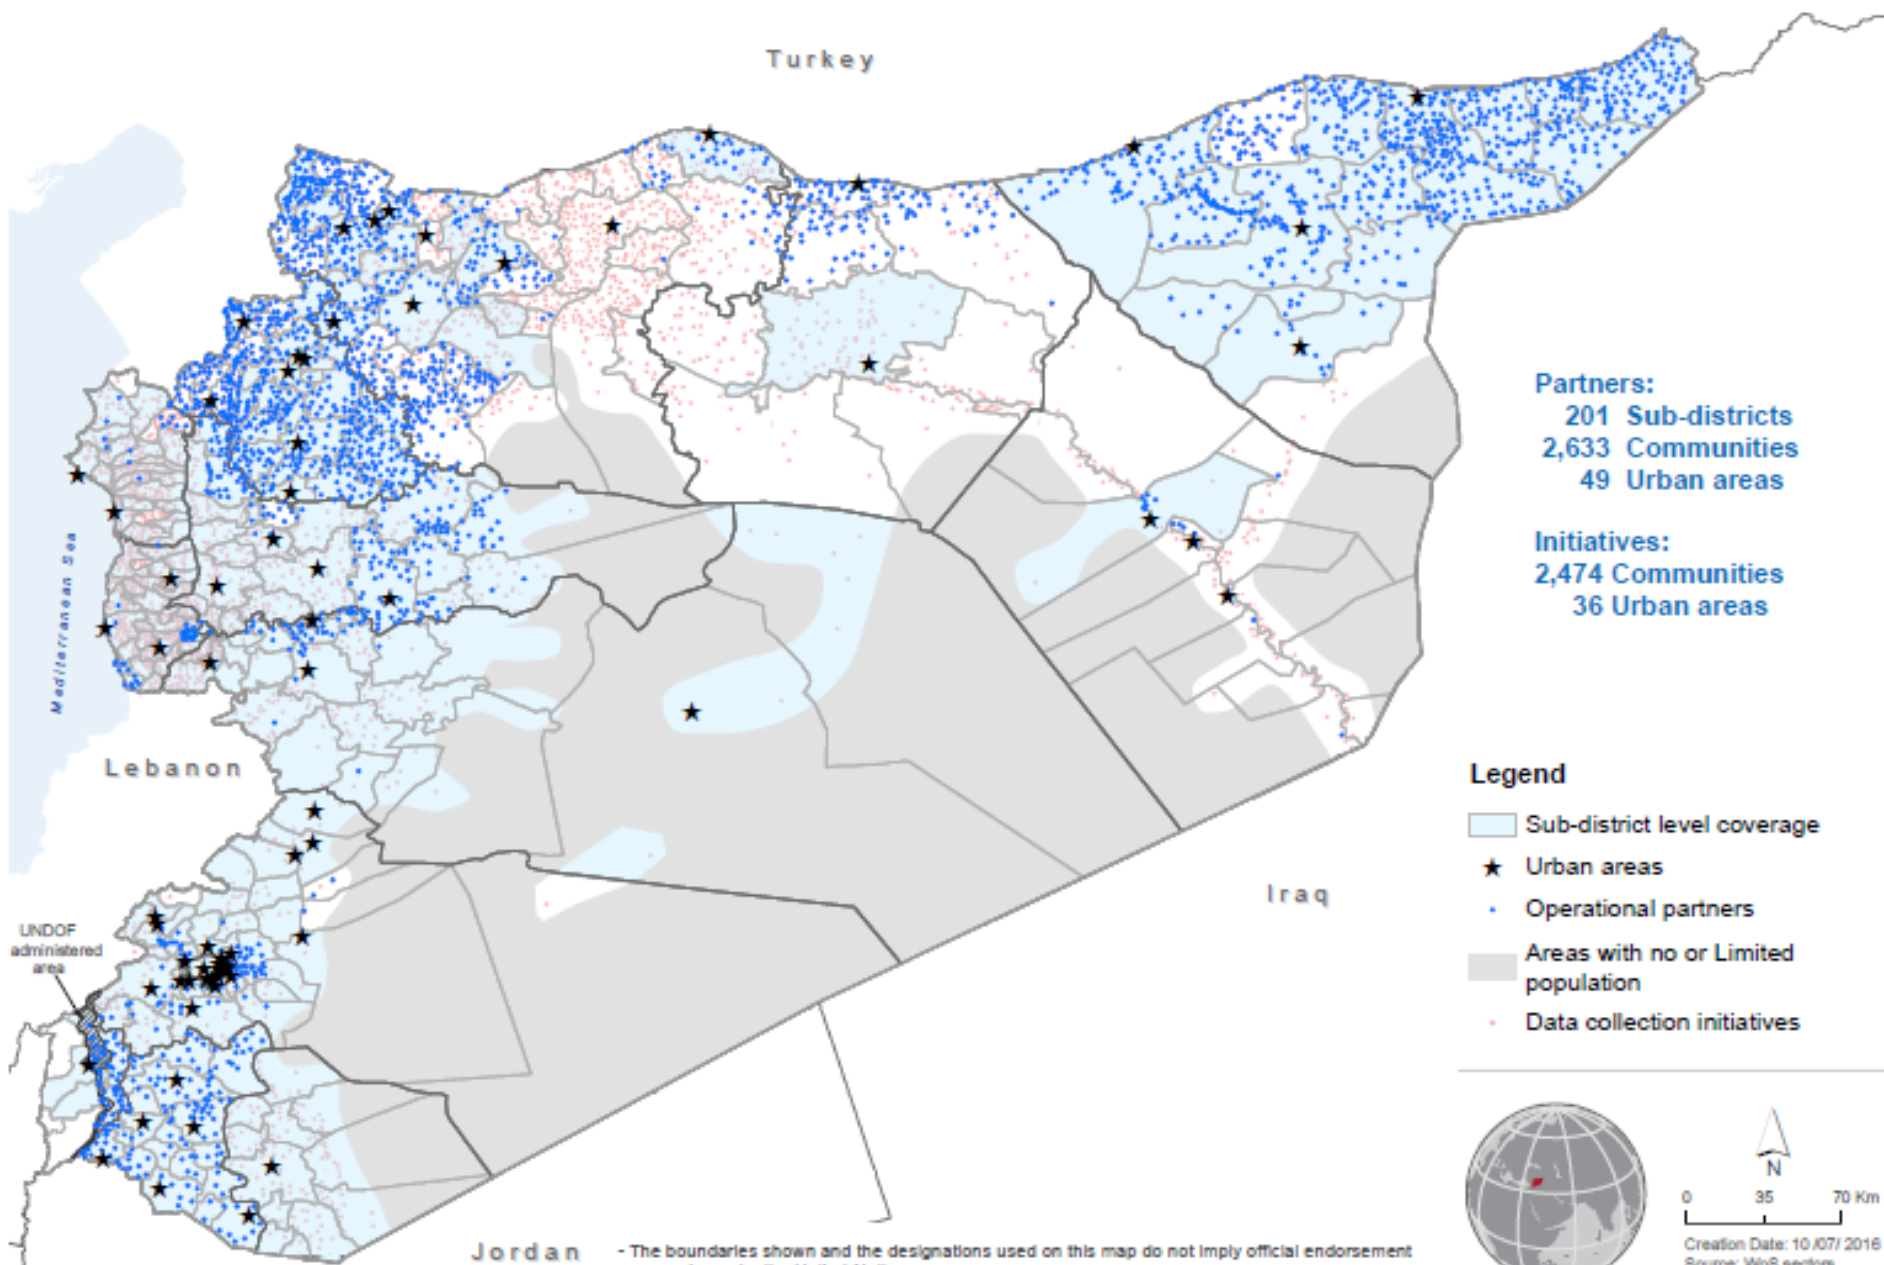 Turkey
Partners:
201 Sub-districts
2,633 Communities
49 Urban areas
Initiatives:
2,474 Communities
36 Urban areas
Mediterranean Sea
Lebanon
Legend
Sub-district level coverage
Urban areas
Operational partners
Areas with no or Limited
population
Data collection initiatives
Iraq
UNDOF
administered
area
N
0 35 70 Km
Creation Date: 10 /07/ 2016
Jordan
- The boundaries shown and the designations used on this map do not imply official endorsement